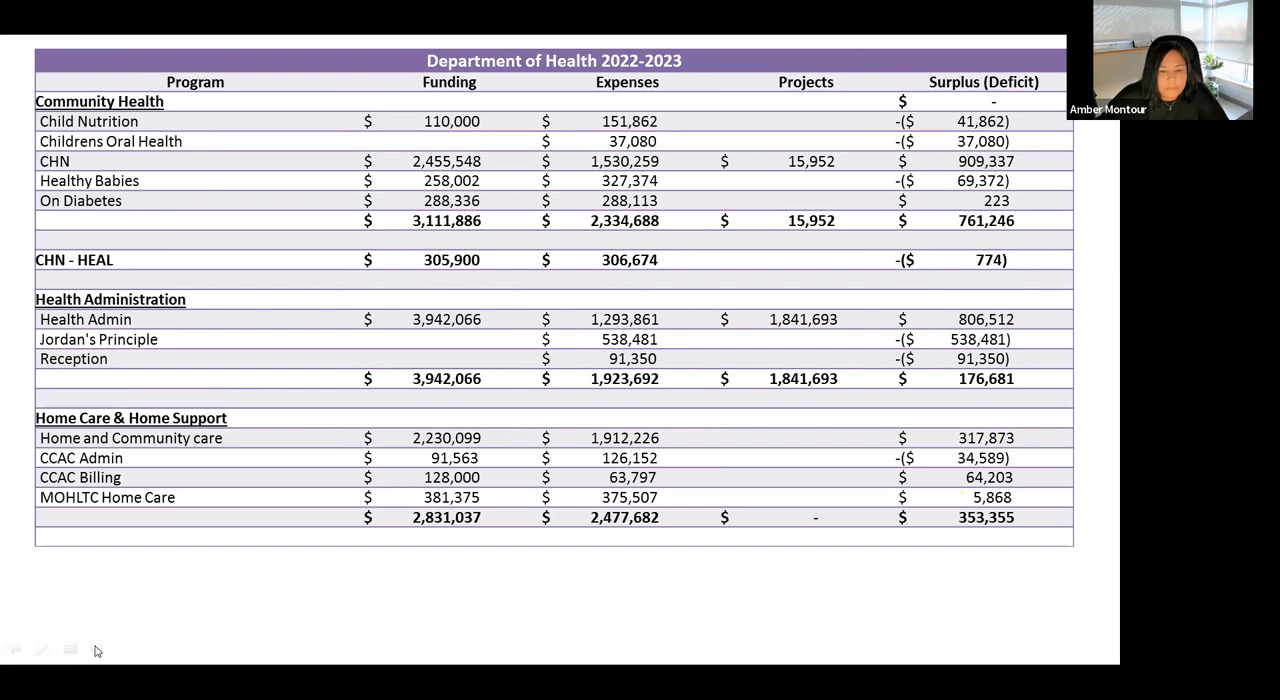 Department of Health 2022-2023
Program Funding Expenses Projects Surplus (Deficit)
Community Health $ -
Child Nutrition $ 110,000 $ 151,862 -($ 41,862)
Childrens Oral Health $ 37,080 -($ 37,080)
CHN $ 2,455,548 $ 1,530,259 $ 15,952 $ 909,337
Healthy Babies $ 258,002 $ 327,374 -($ 69,372)
On Diabetes $ 288,336 $ 288,113 $ 223
$ 3,111,886 $ 2,334,688 $ 15,952 $ 761,246
CHN - HEAL $ 305,900 $ 306,674 -($ 774)
Health Administration
Health Admin $ 3,942,066 $ 1,293,861 $ 1,841,693 $ 806,512
Jordan's Principle $ 538,481 -($ 538,481)
Reception $ 91,350 -($ 91,350)
$ 3,942,066 $ 1,923,692 $ 1,841,693 $ 176,681
Home Care & Home Support
Home and Community care $ 2,230,099 $ 1,912,226 $ 317,873
CCAC Admin $ 91,563 $ 126,152 -($ 34,589)
CCAC Billing $ 128,000 $ 63,797 $ 64,203
MOHLTC Home Care $ 381,375 $ 375,507 $ 5,868
$ 2,831,037 $ 2,477,682 $ - $ 353,355
Amber Montour